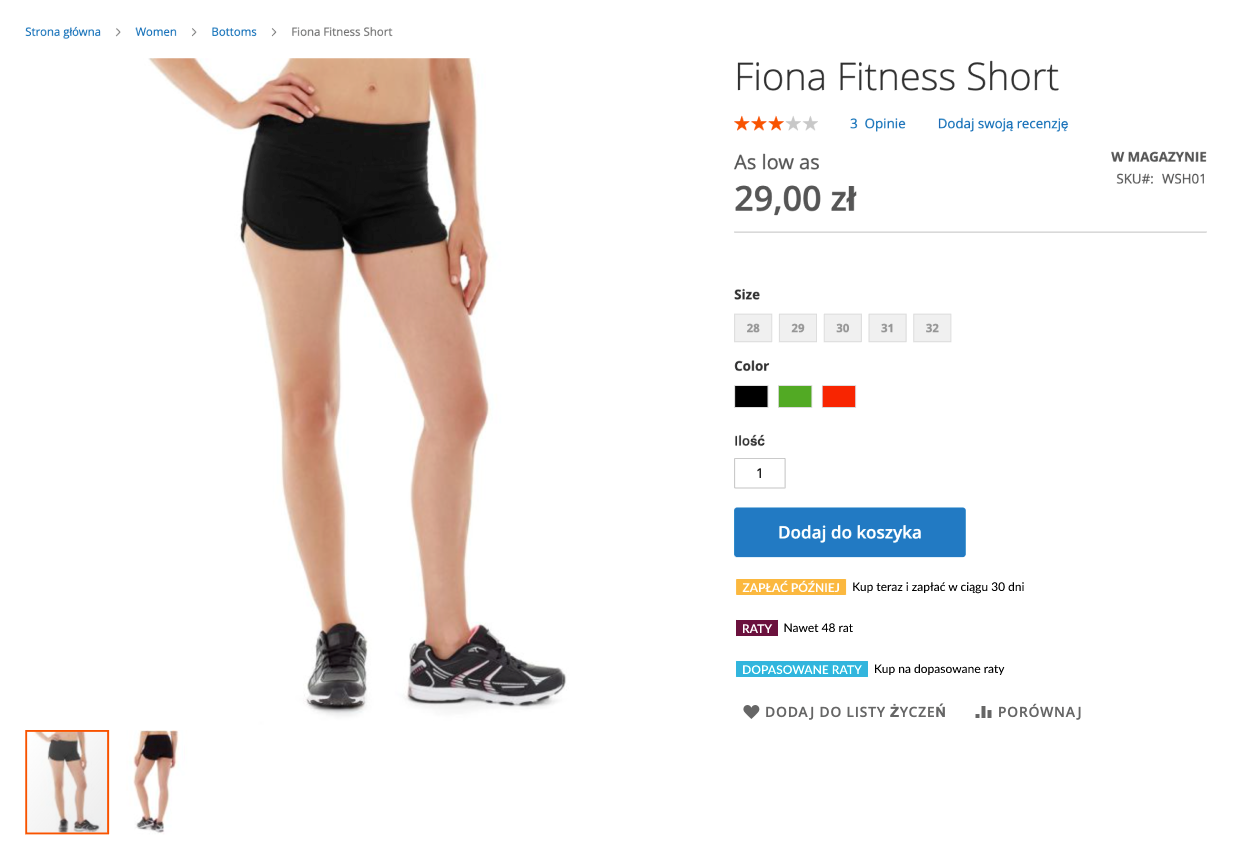 Strona główna > Women > Bottoms > Fiona Fitness Short
Fiona Fitness Short
3 Opinie Dodaj swoją recenzję
As low as
29,00 zł
W MAGAZYNIE
SKU#: WSH01
Size
28 29 30 31 32
Color
Ilość
1
Dodaj do koszyka
ZAPŁAĆ PÓŹNIEJ Kup teraz i zapłać w ciągu 30 dni
RATY Nawet 48 rat
DOPASOWANE RATY Kup na dopasowane raty
DODAJ DO LISTY ŻYCZEŃ PORÓWNAJ